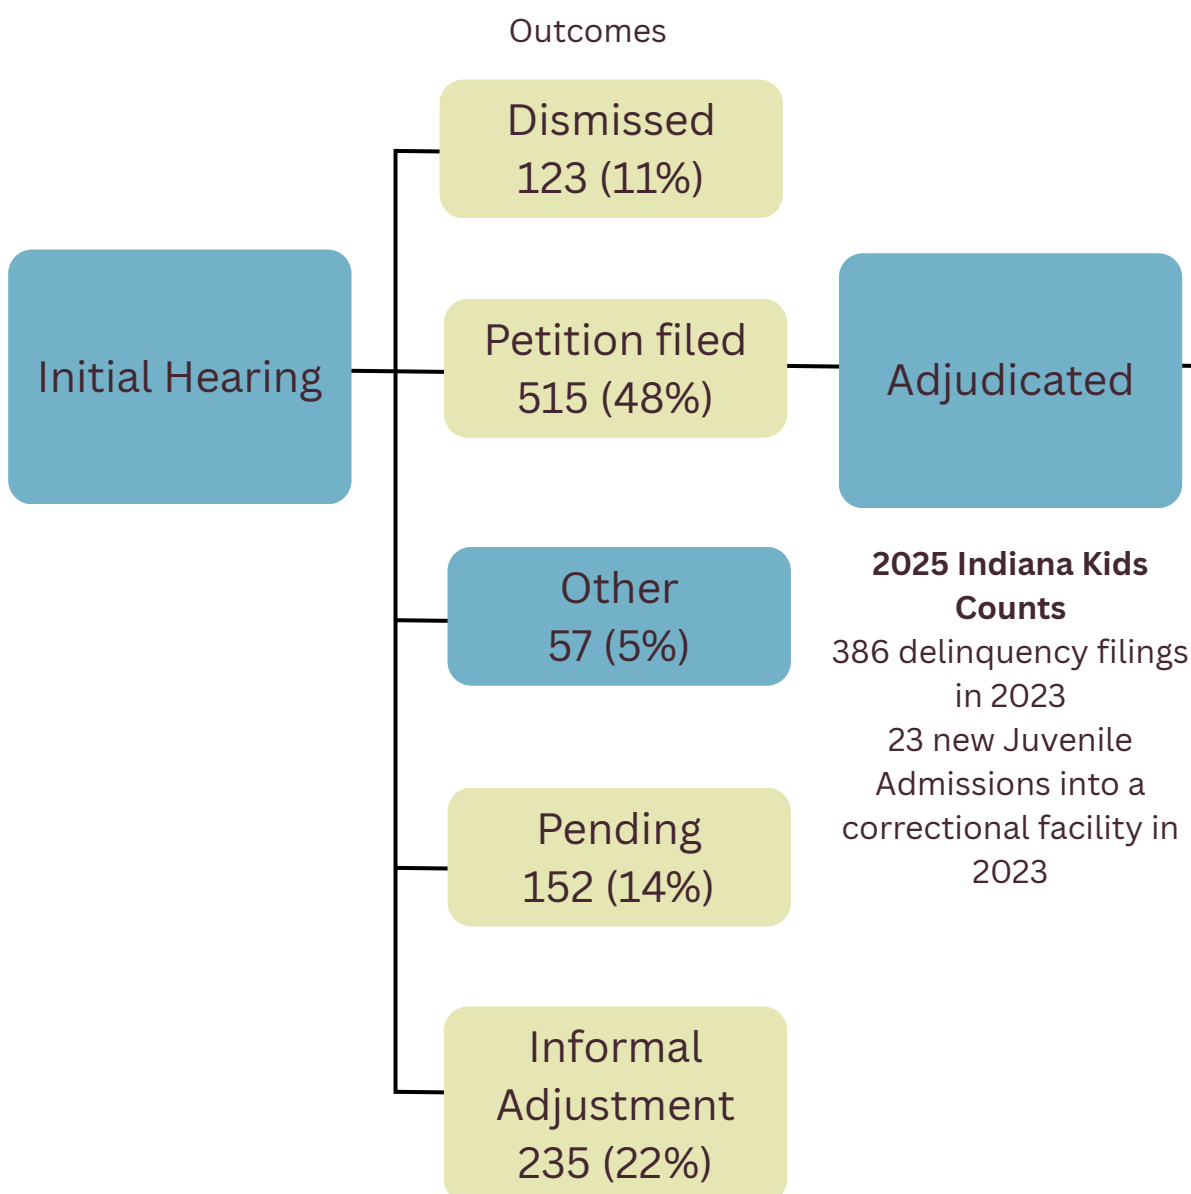 Outcomes
Dismissed
123 (11%)
Initial Hearing
Petition filed
515 (48%)
Adjudicated
Other
57 (5%)
2025 Indiana Kids
Counts
386 delinquency filings
in 2023
23 new Juvenile
Admissions into a
correctional facility in
2023
Pending
152 (14%)
Informal
Adjustment
235 (22%)